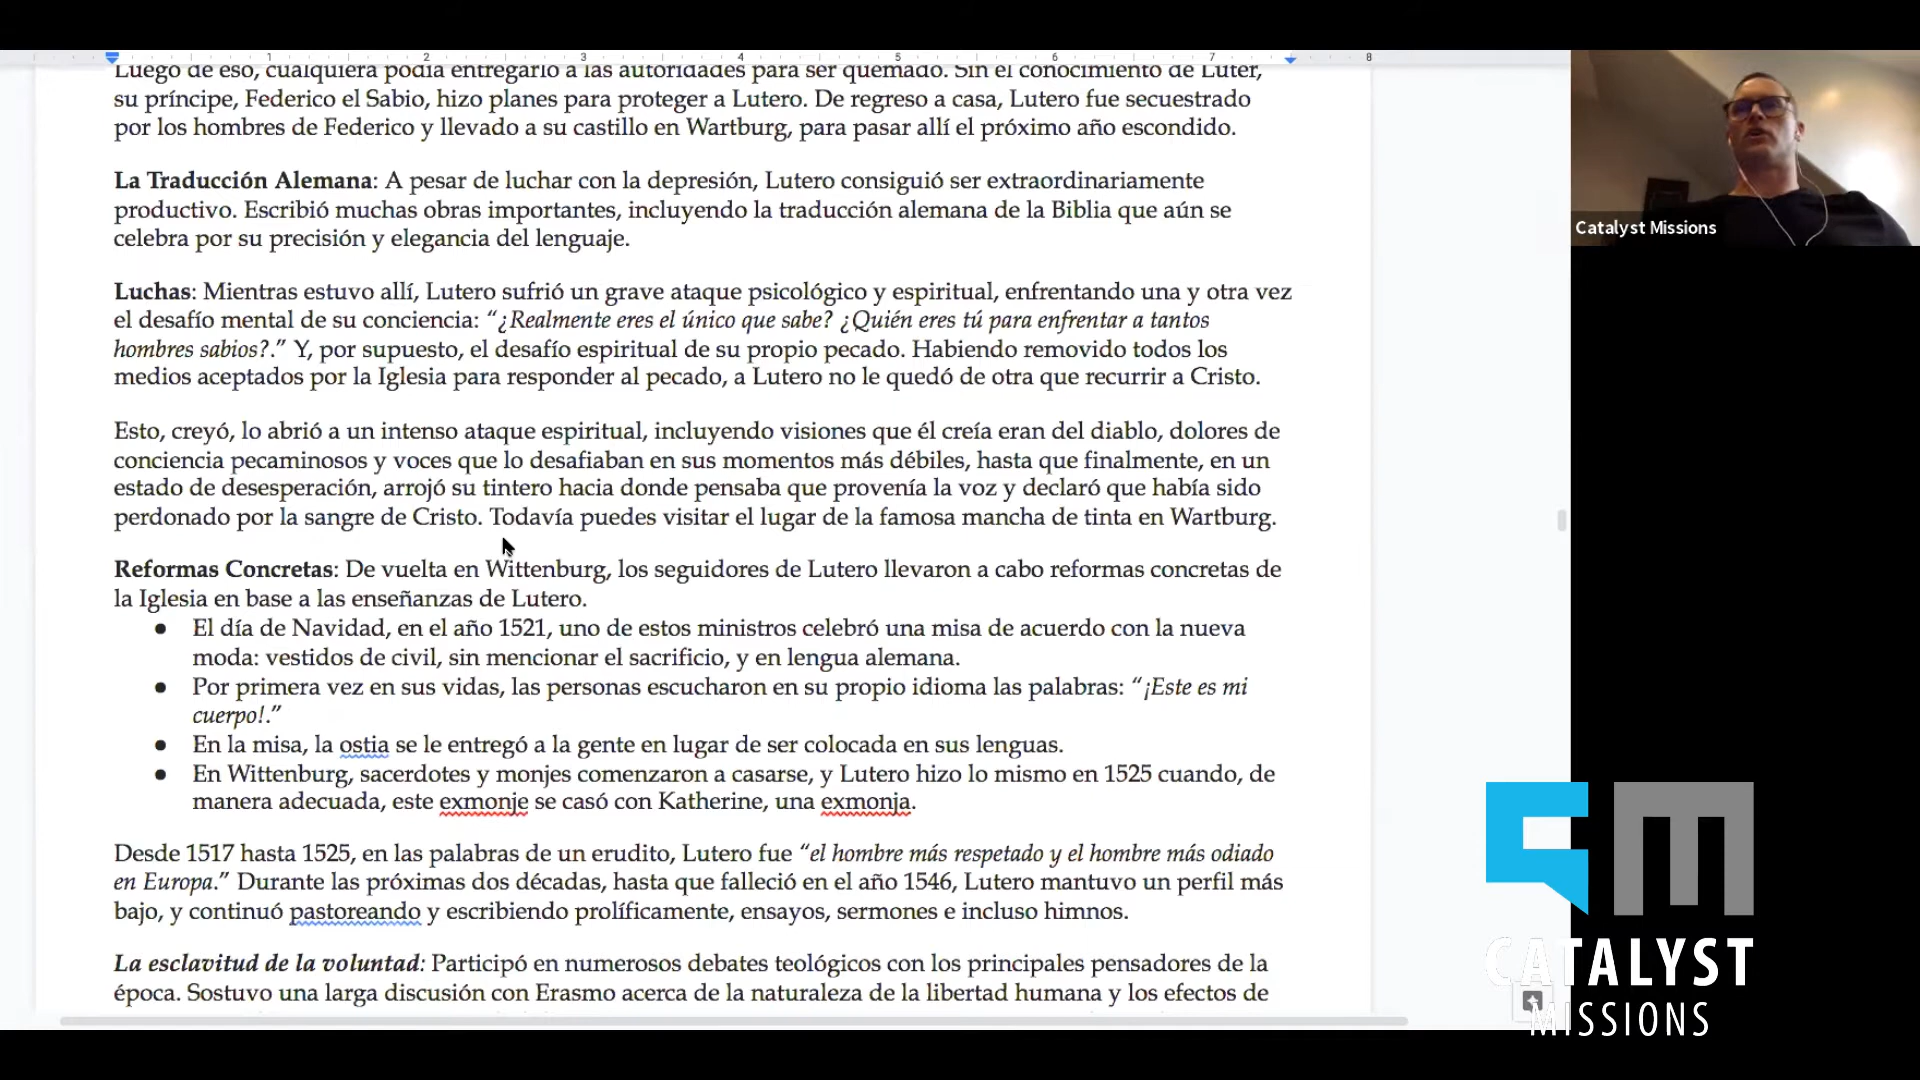 1 2 3 4 5 6 7 8
Luego de eso, cualquiera podía entregarlo a las autoridades para ser quemado. Sin el conocimiento de Luter,
su príncipe, Federico el Sabio, hizo planes para proteger a Lutero. De regreso a casa, Lutero fue secuestrado
por los hombres de Federico y llevado a su castillo en Wartburg, para pasar allí el próximo año escondido.
La Traducción Alemana: A pesar de luchar con la depresión, Lutero consiguió ser extraordinariamente
productivo. Escribió muchas obras importantes, incluyendo la traducción alemana de la Biblia que aún se
celebra por su precisión y elegancia del lenguaje.
Luchas: Mientras estuvo allí, Lutero sufrió un grave ataque psicológico y espiritual, enfrentando una y otra vez
el desafío mental de su conciencia: “¿Realmente eres el único que sabe? ¿Quién eres tú para enfrentar a tantos
hombres sabios?.” Y, por supuesto, el desafío espiritual de su propio pecado. Habiendo removido todos los
medios aceptados por la Iglesia para responder al pecado, a Lutero no le quedó de otra que recurrir a Cristo.
Esto, creyó, lo abrió a un intenso ataque espiritual, incluyendo visiones que él creía eran del diablo, dolores de
conciencia pecaminosos y voces que lo desafiaban en sus momentos más débiles, hasta que finalmente, en un
estado de desesperación, arrojó su tintero hacia donde pensaba que provenía la voz y declaró que había sido
perdonado por la sangre de Cristo. Todavía puedes visitar el lugar de la famosa mancha de tinta en Wartburg.
Reformas Concretas: De vuelta en Wittenburg, los seguidores de Lutero llevaron a cabo reformas concretas de
la Iglesia en base a las enseñanzas de Lutero.
● El día de Navidad, en el año 1521, uno de estos ministros celebró una misa de acuerdo con la nueva
moda: vestidos de civil, sin mencionar el sacrificio, y en lengua alemana.
● Por primera vez en sus vidas, las personas escucharon en su propio idioma las palabras: “¡Este es mi
cuerpo!.”
● En la misa, la ostia se le entregó a la gente en lugar de ser colocada en sus lenguas.
● En Wittenburg, sacerdotes y monjes comenzaron a casarse, y Lutero hizo lo mismo en 1525 cuando, de
manera adecuada, este exmonje se casó con Katherine, una exmonja.
Desde 1517 hasta 1525, en las palabras de un erudito, Lutero fue “el hombre más respetado y el hombre más odiado
en Europa.” Durante las próximas dos décadas, hasta que falleció en el año 1546, Lutero mantuvo un perfil más
bajo, y continuó pastoreando y escribiendo prolíficamente, ensayos, sermones e incluso himnos.
La esclavitud de la voluntad: Participó en numerosos debates teológicos con los principales pensadores de la
época. Sostuvo una larga discusión con Erasmo acerca de la naturaleza de la libertad humana y los efectos de
Catalyst Missions
CATALYST
MISSIONS